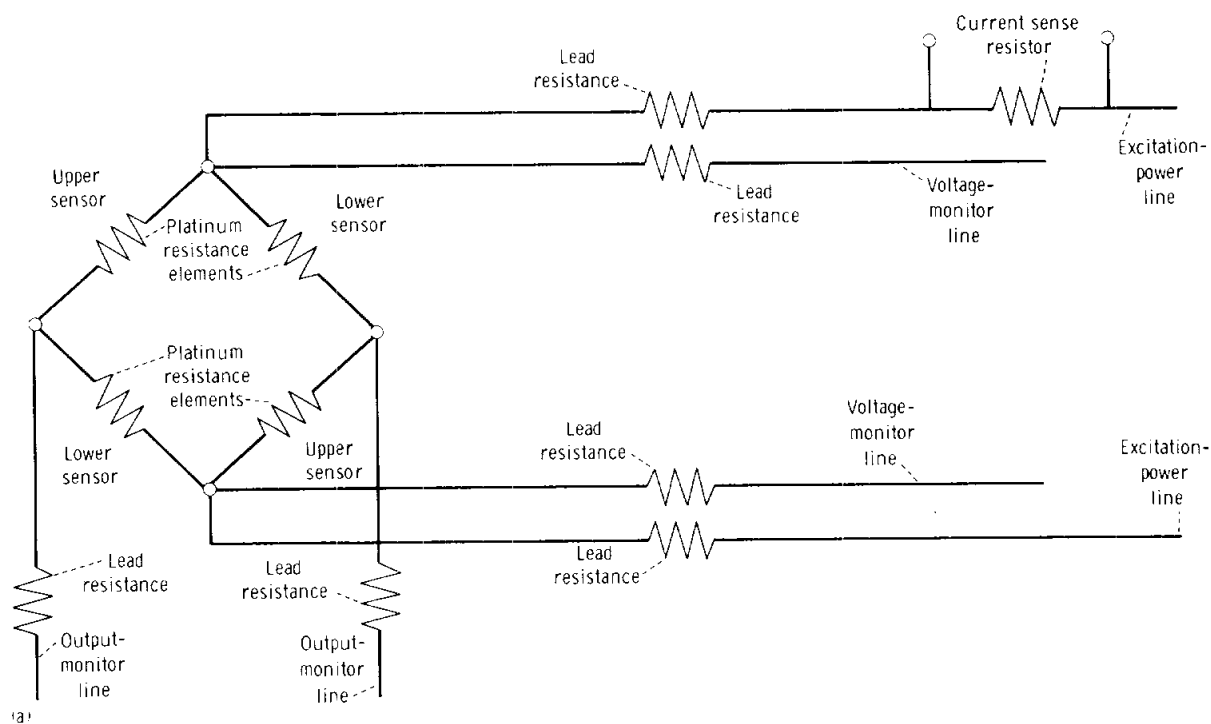 Current sense
resistor
Lead
resistance
Excitation-
power
line
Lead
resistance
Voltage-
monitor
line
Upper
sensor
Lower
sensor
Platinum
resistance
elements
Platinum
resistance
elements
Lower
sensor
Upper
sensor
Lead
resistance
Voltage-
monitor
line
Excitation-
power
line
Lead
resistance
Lead
resistance
Lead
resistance
Output-
monitor
line
Output-
monitor
line
(a)